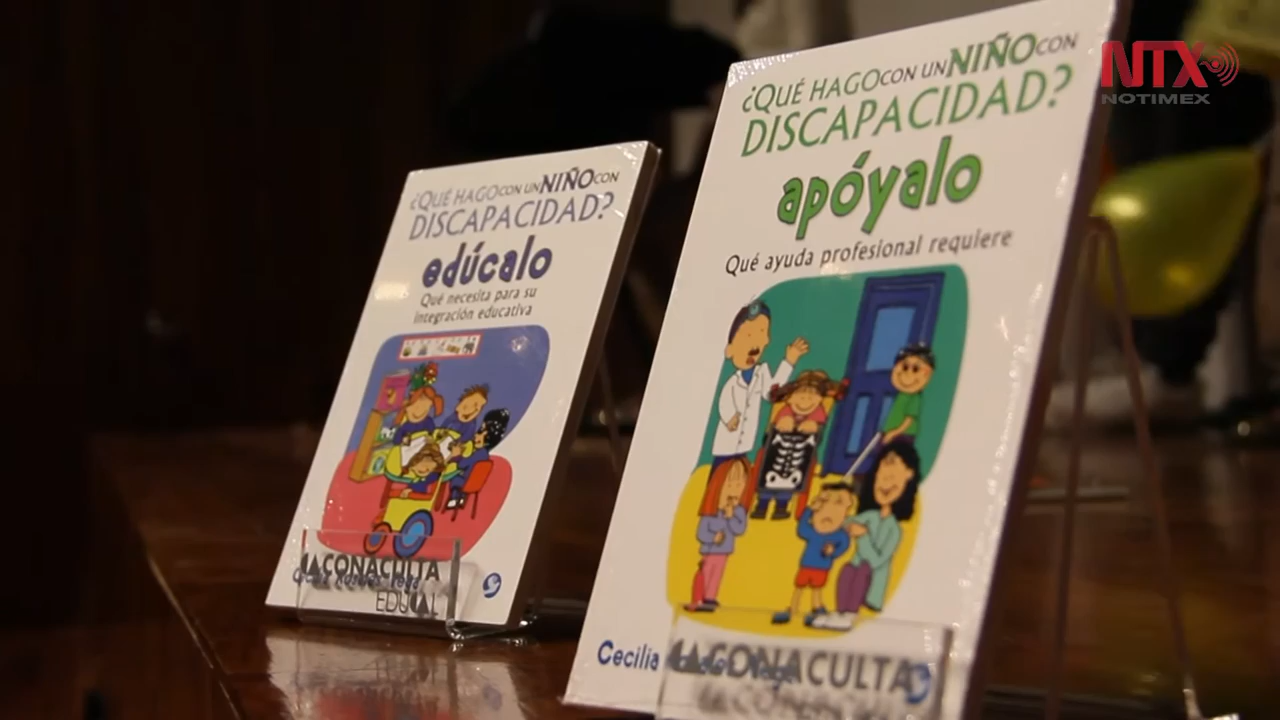 ¿QUÉ HAGO CON UN NIÑO CON
DISCAPACIDAD?
edúcalo
Qué necesita para su
integración educativa
CONACULTA
EDUCAL
¿QUÉ HAGO CON UN NIÑO CON
DISCAPACIDAD?
apóyalo
Qué ayuda profesional requiere
Cecilia
CONACULTA
NTX
NOTIMEX